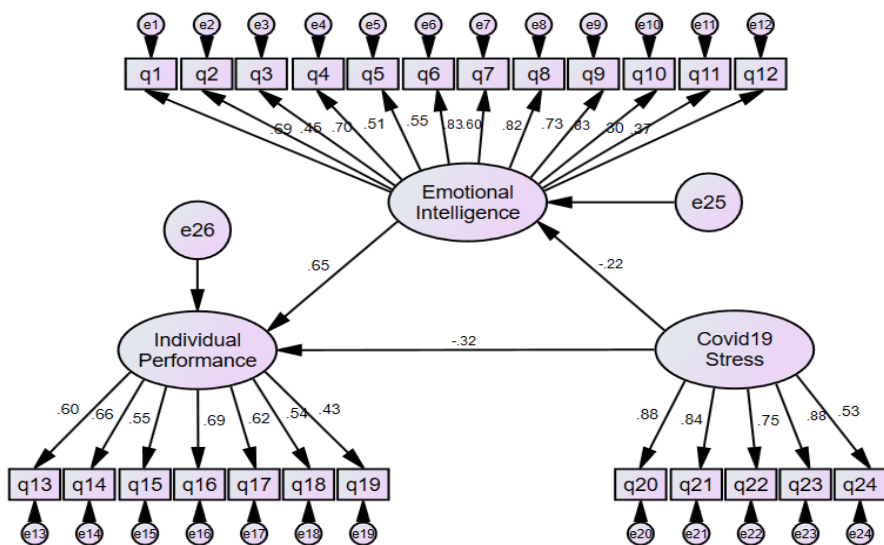 e1 e2 e3 e4 e5 e6 e7 e8 e9 e10 e11 e12
q1 q2 q3 q4 q5 q6 q7 q8 q9 q10 q11 q12
.69 .45 .70 .51 .55 .83 .60 .82 .73 .83 .30 .37
Emotional
Intelligence
e25
e26
.65
-.22
Individual
Performance
-.32
Covid19
Stress
.60 .66 .55 .69 .62 .54 .43
.88 .84 .75 .88 .53
q13 q14 q15 q16 q17 q18 q19
q20 q21 q22 q23 q24
e13 e14 e15 e16 e17 e18 e19
e20 e21 e22 e23 e24